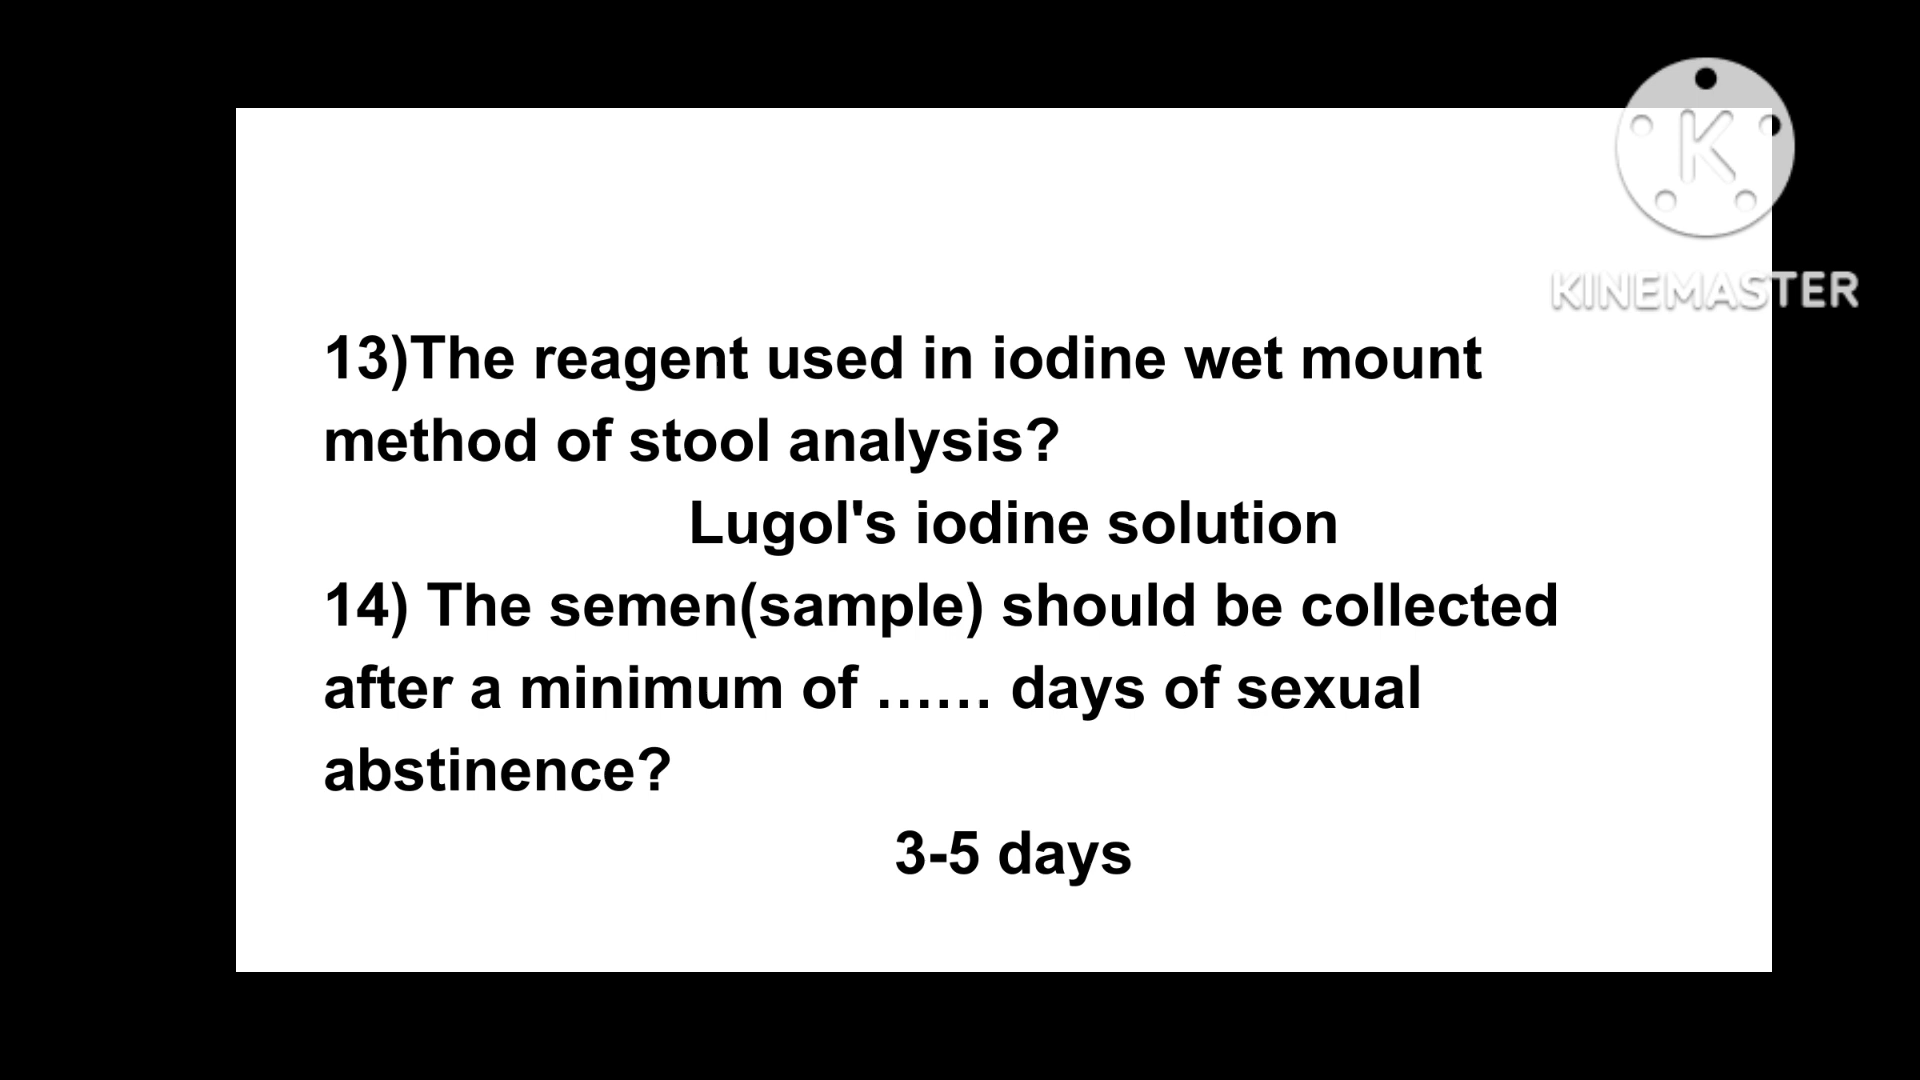 KINEMASTER
13)The reagent used in iodine wet mount
method of stool analysis?
Lugol's iodine solution
14) The semen(sample) should be collected
after a minimum of …… days of sexual
abstinence?
3-5 days